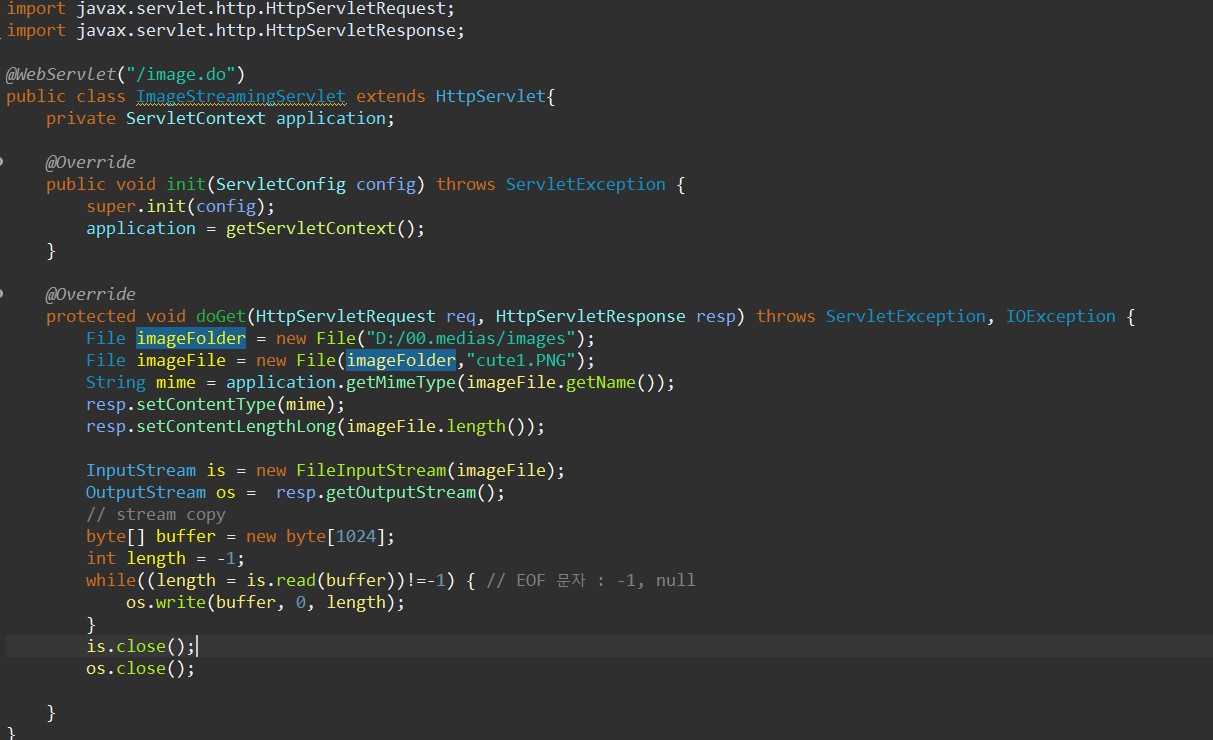 import javax.servlet.http.HttpServletRequest;
import javax.servlet.http.HttpServletResponse;
@WebServlet("/image.do")
public class ImageStreamingServlet extends HttpServlet{
    private ServletContext application;
    @Override
    public void init(ServletConfig config) throws ServletException {
        super.init(config);
        application = getServletContext();
    }
    @Override
    protected void doGet(HttpServletRequest req, HttpServletResponse resp) throws ServletException, IOException {
        File imageFolder = new File("D:/00.medias/images");
        File imageFile = new File(imageFolder,"cute1.PNG");
        String mime = application.getMimeType(imageFile.getName());
        resp.setContentType(mime);
        resp.setContentLengthLong(imageFile.length());
        InputStream is = new FileInputStream(imageFile);
        OutputStream os =  resp.getOutputStream();
        // stream copy
        byte[] buffer = new byte[1024];
        int length = -1;
        while((length = is.read(buffer))!=-1) { // EOF 문자 : -1, null
            os.write(buffer, 0, length);
        }
        is.close();
        os.close();
    }
}